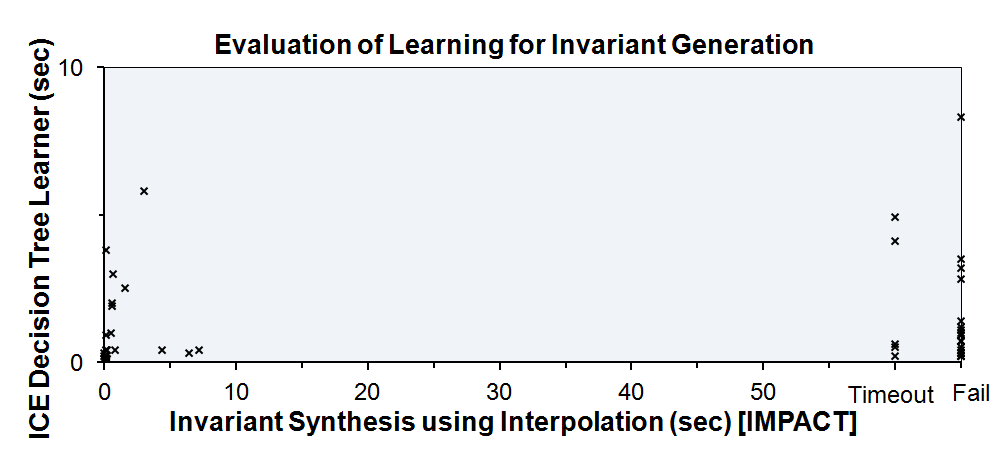 Evaluation of Learning for Invariant Generation
ICE Decision Tree Learner (sec)
10
0
0 10 20 30 40 50 Timeout Fail
Invariant Synthesis using Interpolation (sec) [IMPACT]